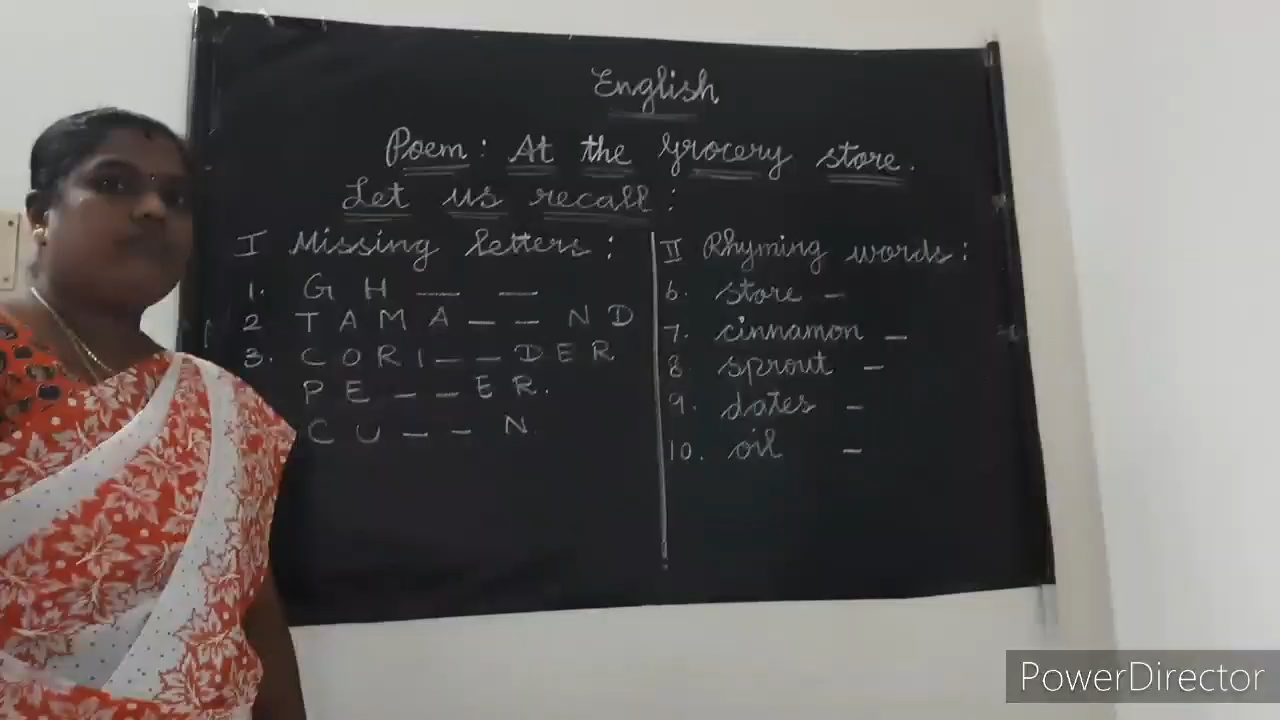 English
Poem: At the grocery store.
Let us recall:
I Missing letters:
1. G H _ _
2 T A M A _ _ N D
3. C O R I _ _ D E R
P E _ _ E R.
C U _ _ N.
II Rhyming words:
6. store -
7. cinnamon -
8 sprout -
9. dates -
10. oil -
PowerDirector